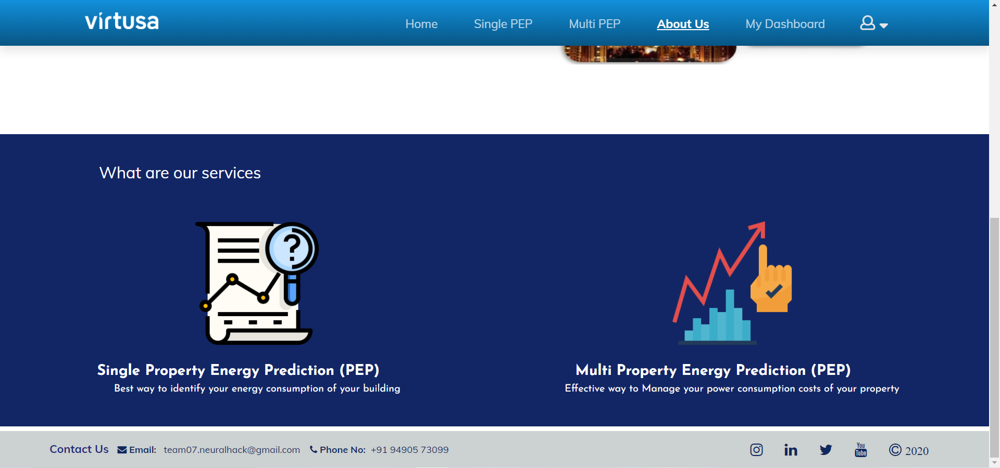 virtusa
Home Single PEP Multi PEP About Us My Dashboard
What are our services
?
Single Property Energy Prediction (PEP)
Best way to identify your energy consumption of your building
Multi Property Energy Prediction (PEP)
Effective way to Manage your power consumption costs of your property
Contact Us Email: team07.neuralhack@gmail.com Phone No: +91 94905 73099 in You Tube © 2020